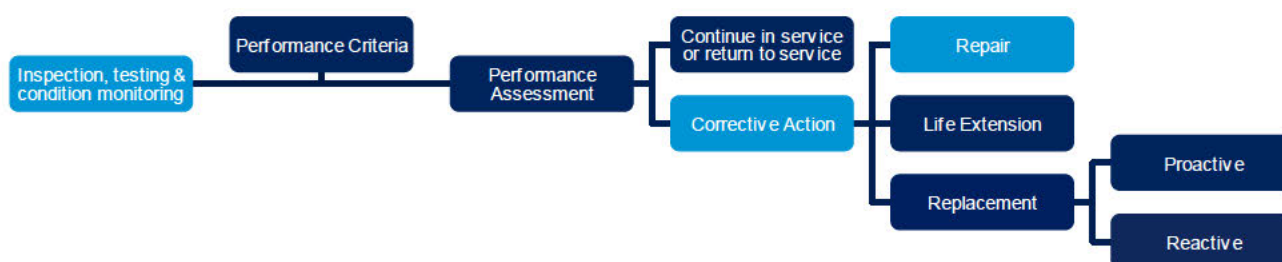 Performance Criteria
Inspection, testing &
condition monitoring
Performance
Assessment
Continue in service
or return to service
Corrective Action
Repair
Life Extension
Replacement
Proactive
Reactive